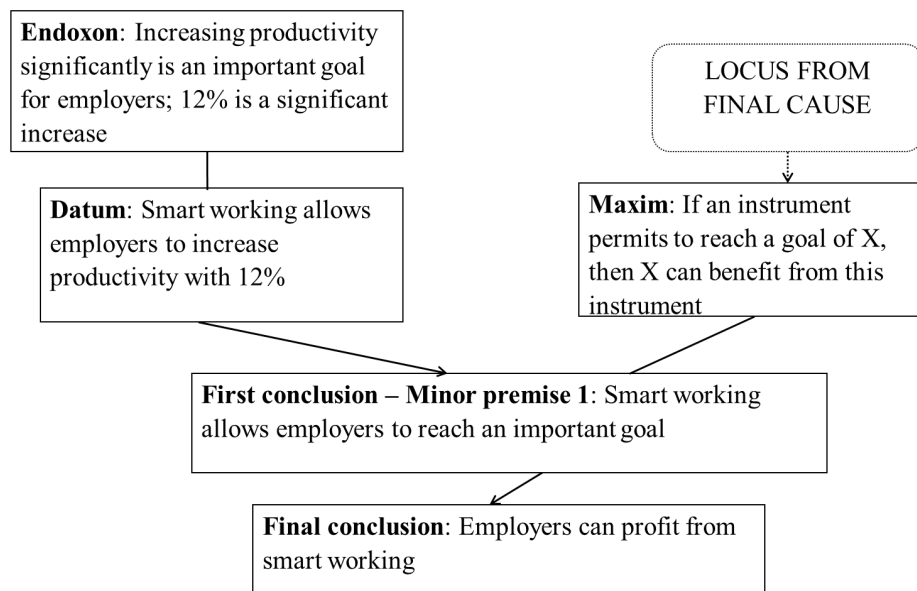 Endoxon: Increasing productivity
significantly is an important goal
for employers; 12% is a significant
increase
LOCUS FROM
FINAL CAUSE
Datum: Smart working allows
employers to increase
productivity with 12%
Maxim: If an instrument
permits to reach a goal of X,
then X can benefit from this
instrument
First conclusion – Minor premise 1: Smart working
allows employers to reach an important goal
Final conclusion: Employers can profit from
smart working